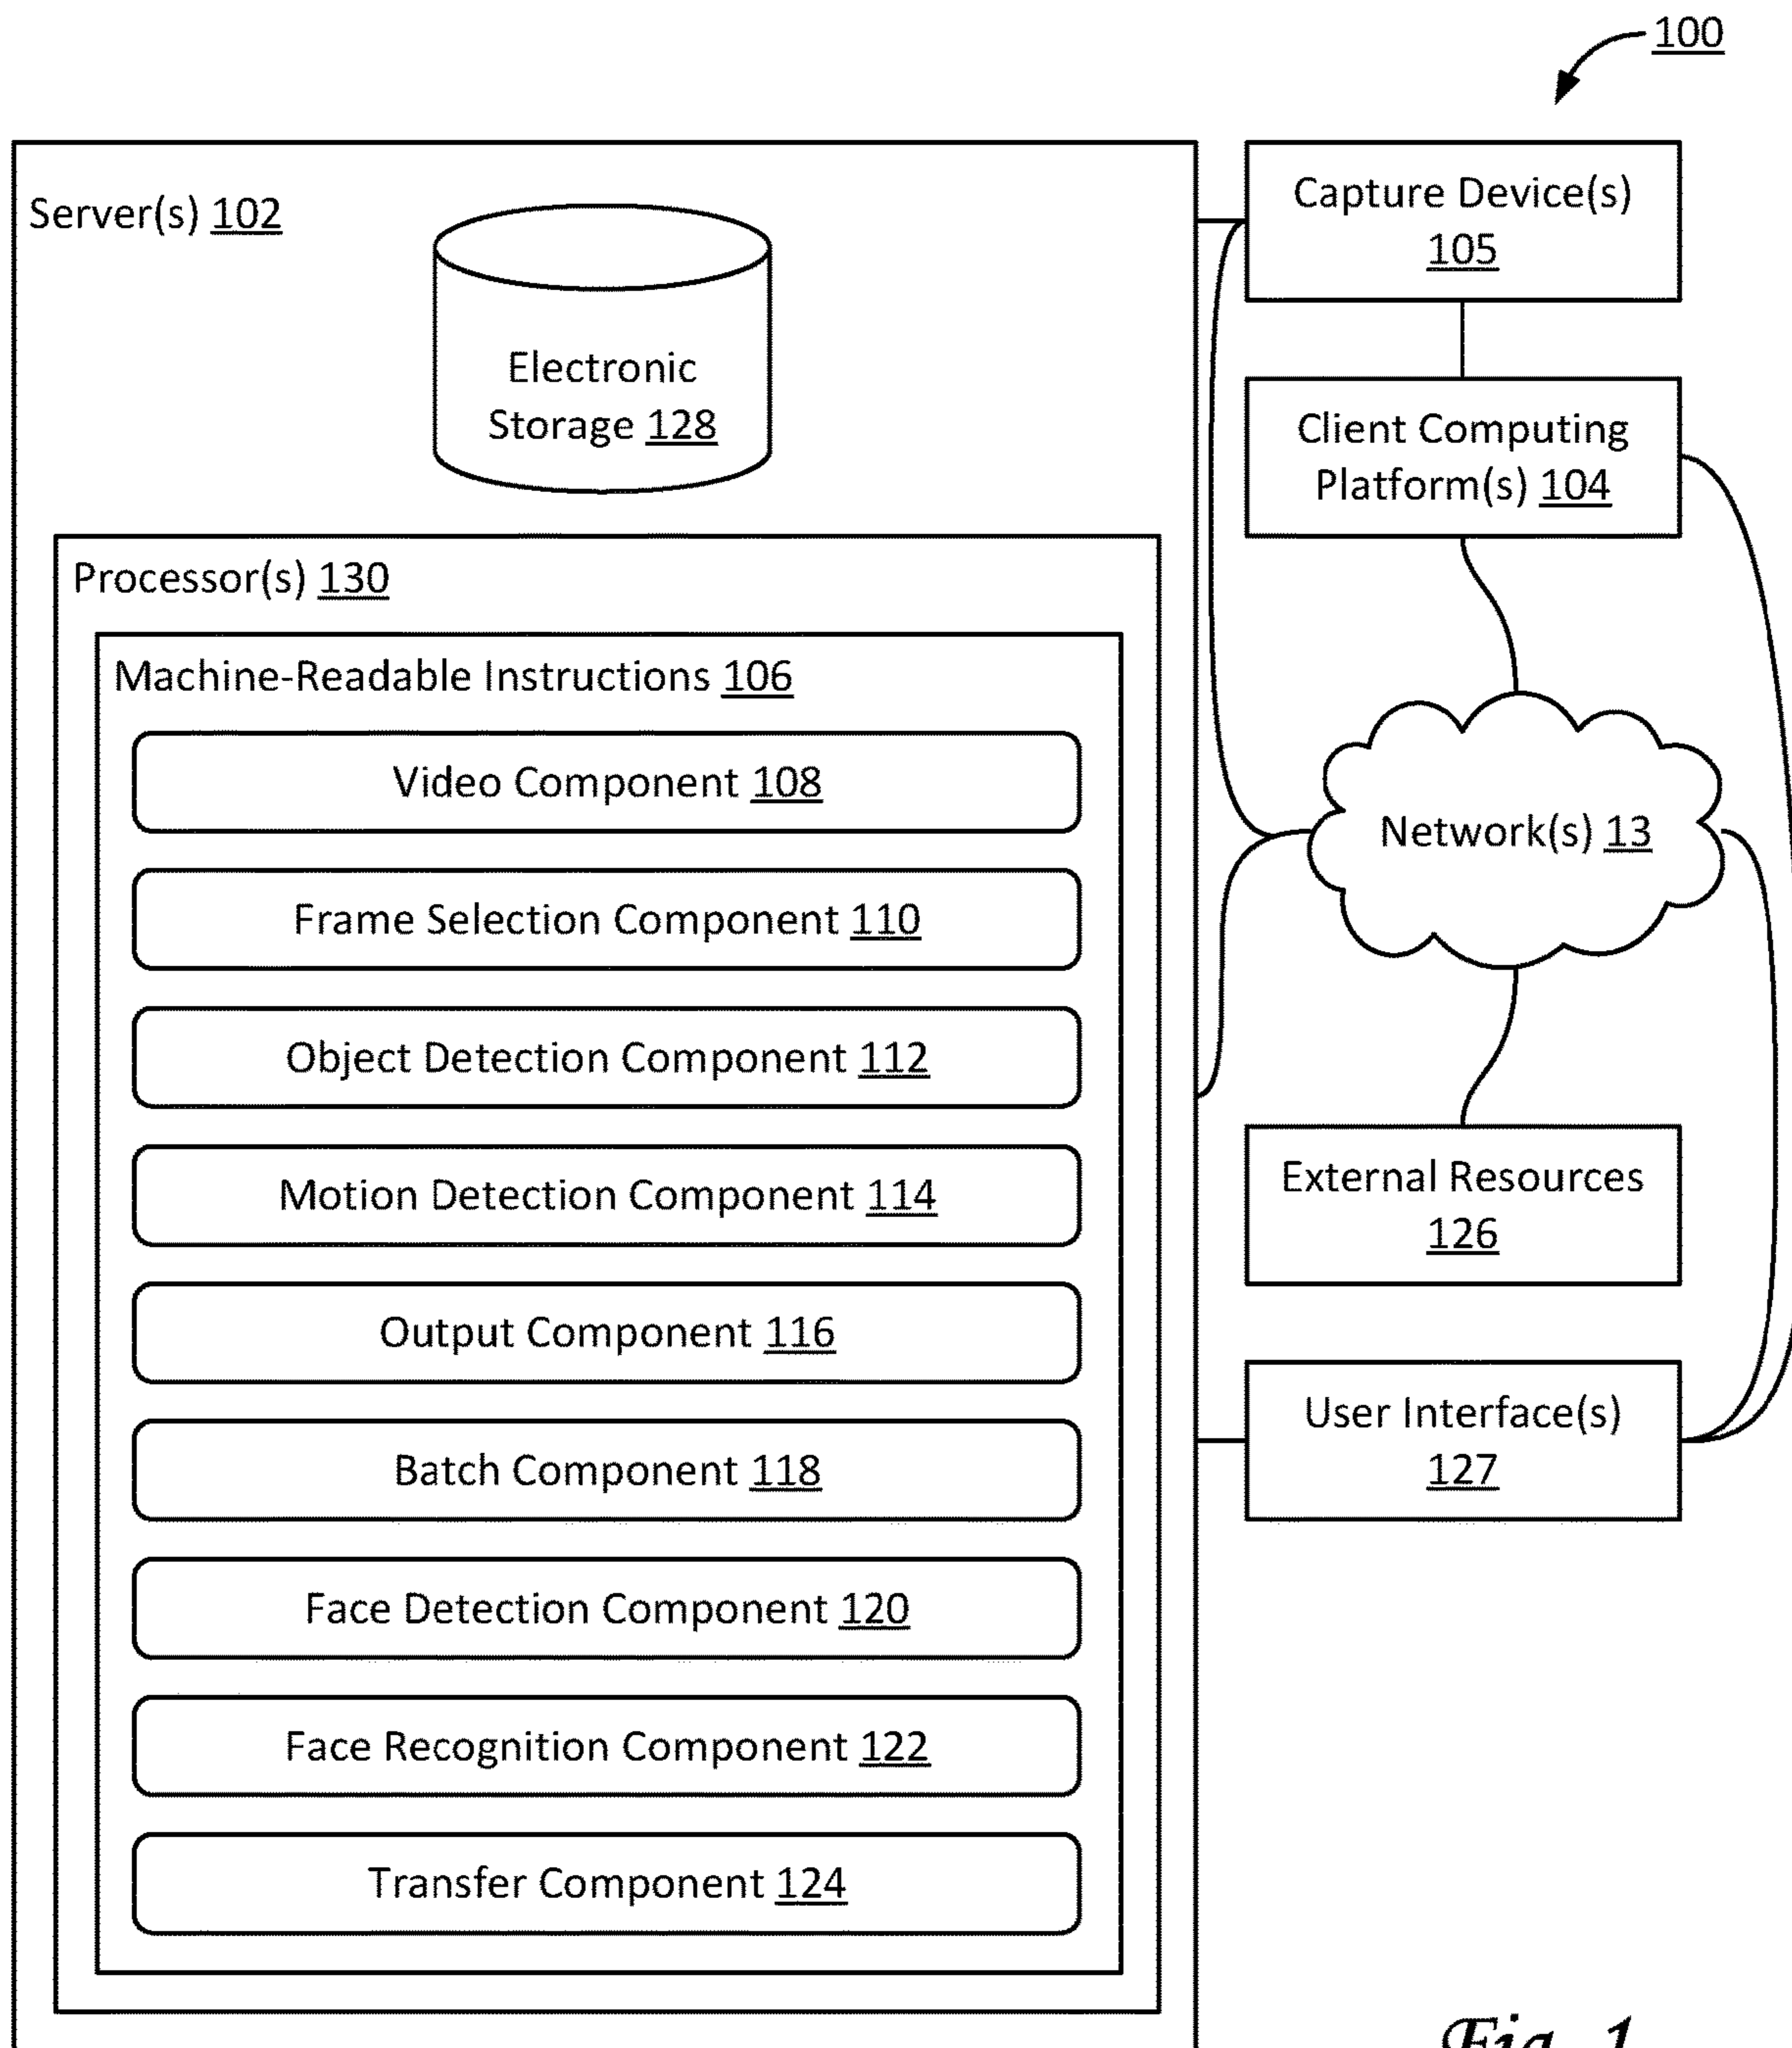 100
Server(s) 102
Electronic
Storage 128
Processor(s) 130
Machine-Readable Instructions 106
Video Component 108
Frame Selection Component 110
Object Detection Component 112
Motion Detection Component 114
Output Component 116
Batch Component 118
Face Detection Component 120
Face Recognition Component 122
Transfer Component 124
Capture Device(s)
105
Client Computing
Platform(s) 104
Network(s) 13
External Resources
126
User Interface(s)
127
Fig. 1